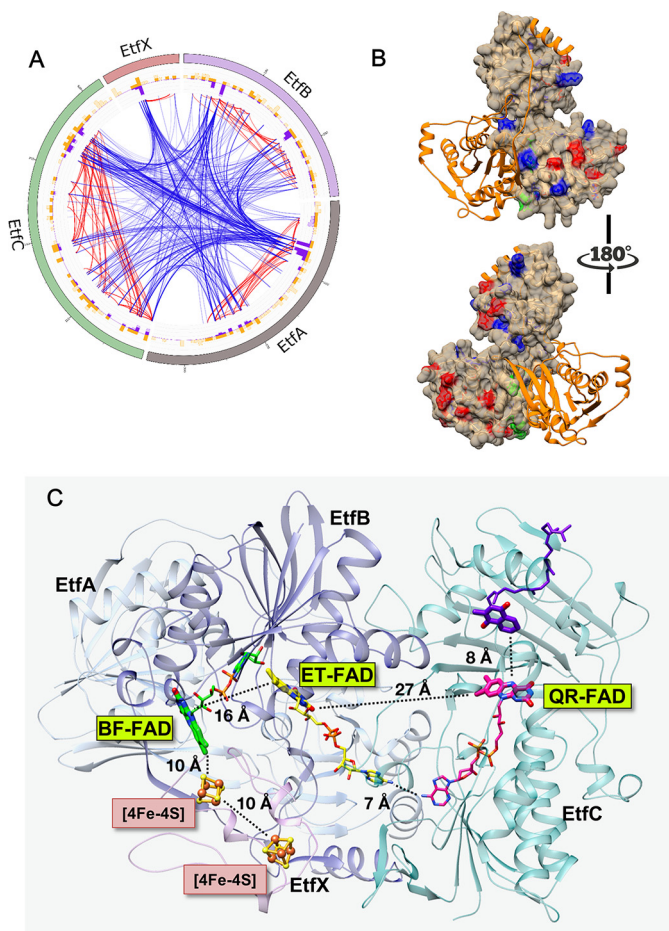 A
EtfX
EtfB
EtfC
EtfA
B
180°
C
EtfB
EtfA
8 Å
ET-FAD
27 Å
QR-FAD
16 Å
BF-FAD
10 Å
7 Å
10 Å
[4Fe-4S]
EtfC
[4Fe-4S]
EtfX